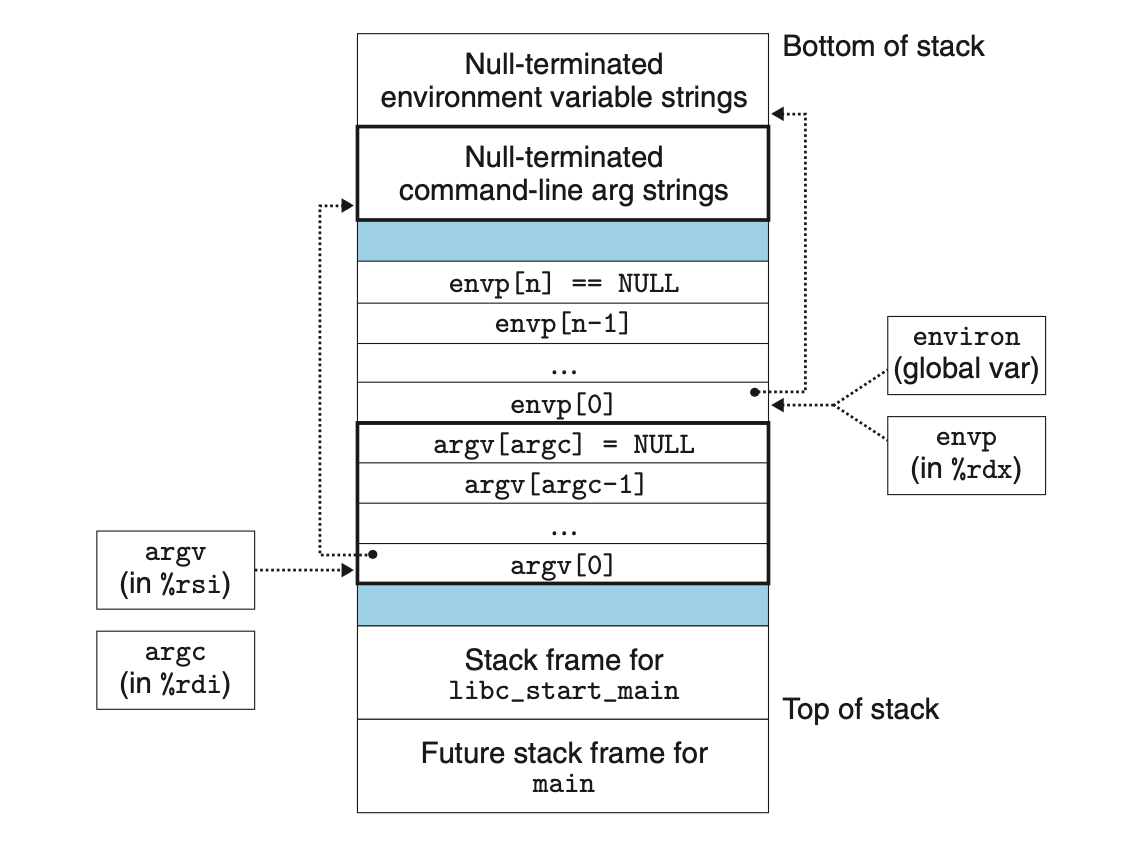 Bottom of stack
Null-terminated
environment variable strings
Null-terminated
command-line arg strings
envp[n] == NULL
envp[n-1]
...
envp[0]
environ
(global var)
envp
(in %rdx)
argv[argc] = NULL
argv[argc-1]
...
argv[0]
argv
(in %rsi)
argc
(in %rdi)
Stack frame for
libc_start_main
Top of stack
Future stack frame for
main